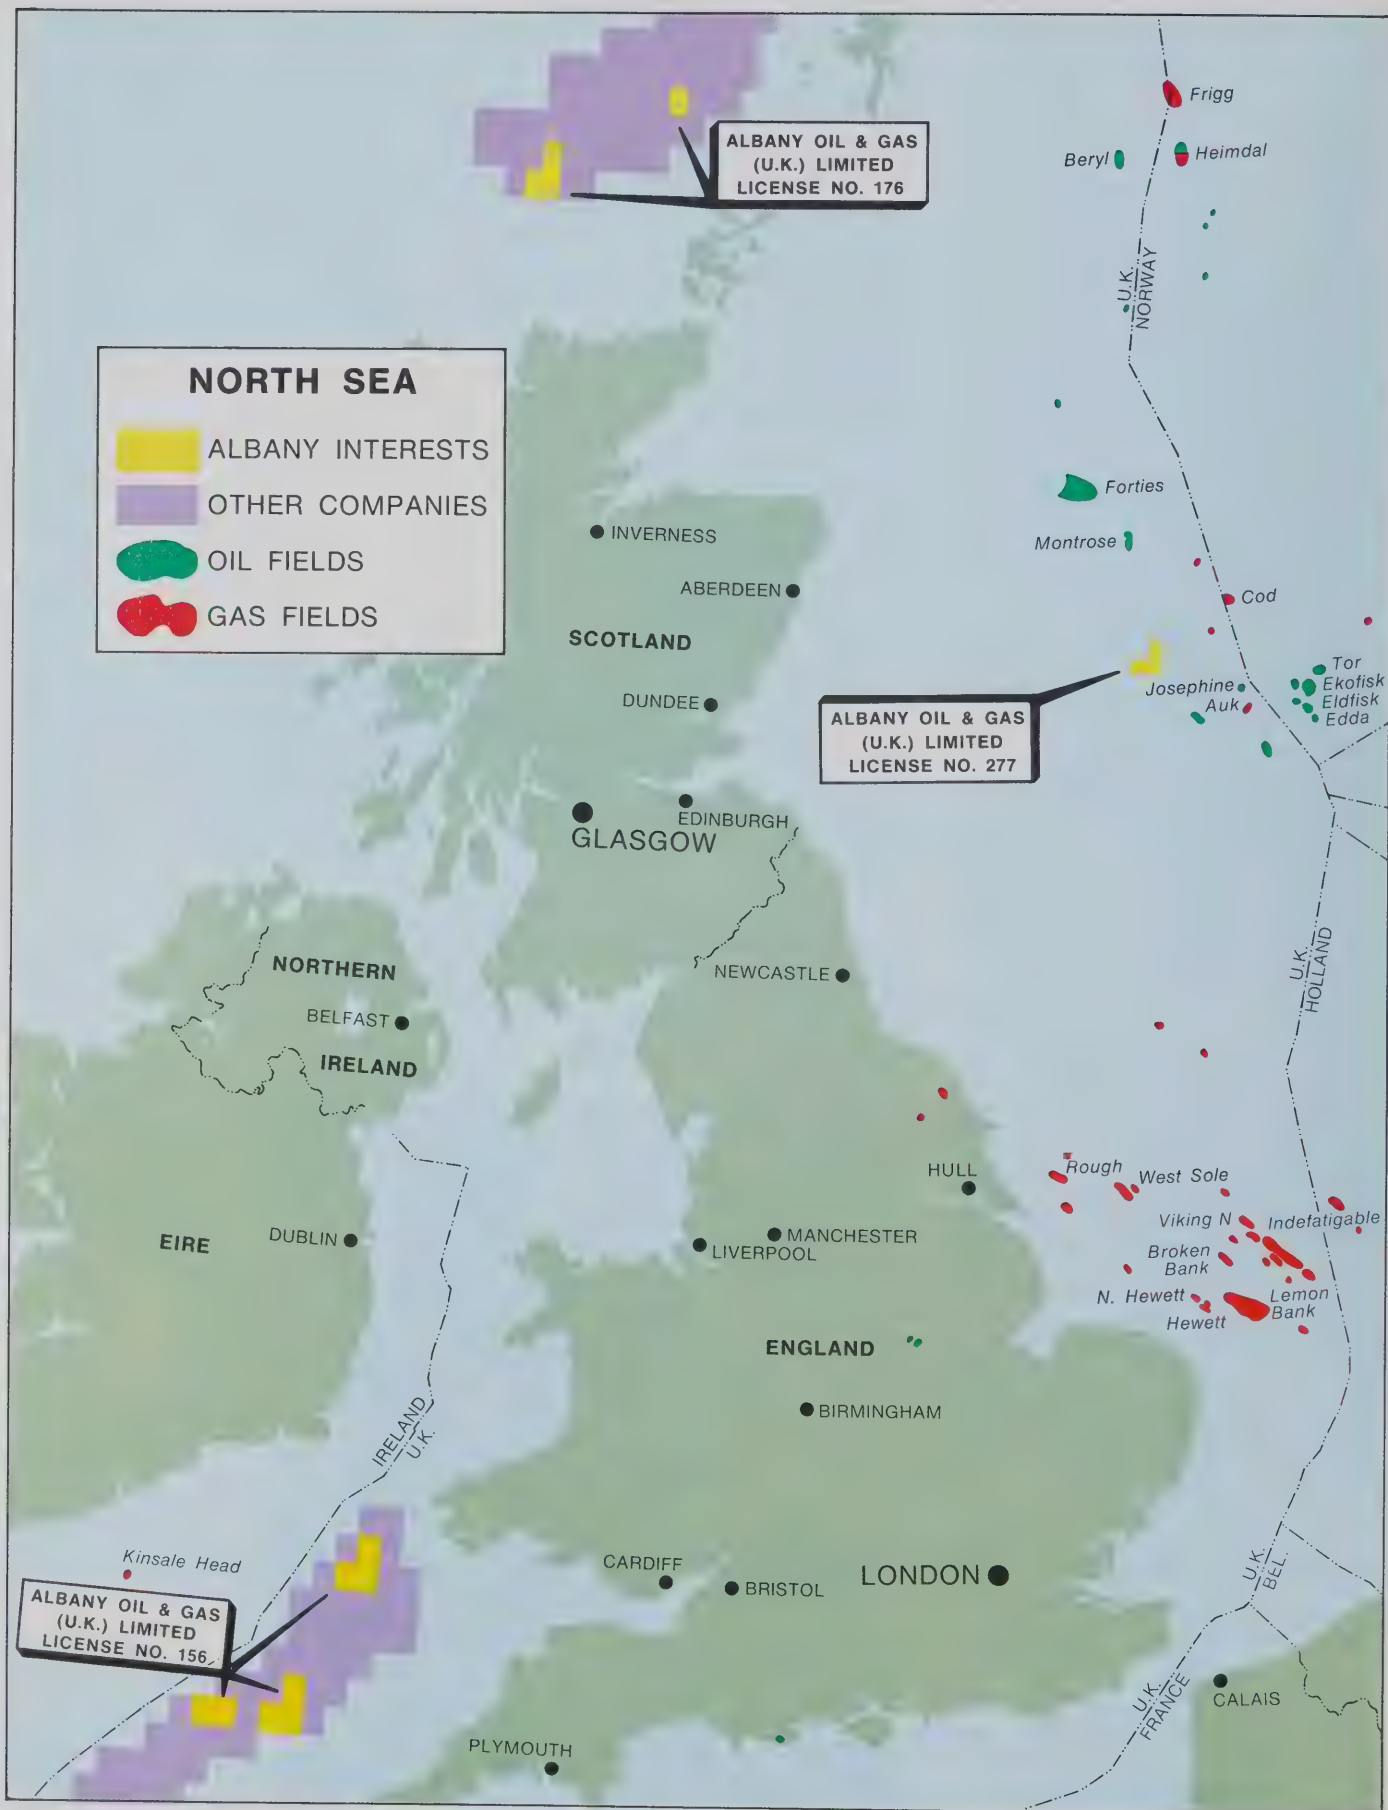 Frigg
ALBANY OIL & GAS
(U.K.) LIMITED
LICENSE NO. 176
Beryl
Heimdal
U.K.
NORWAY
NORTH SEA
ALBANY INTERESTS
OTHER COMPANIES
OIL FIELDS
GAS FIELDS
Forties
Montrose
INVERNESS
ABERDEEN
Cod
SCOTLAND
Tor
Ekofisk
Eldfisk
Edda
Josephine
Auk
DUNDEE
ALBANY OIL & GAS
(U.K.) LIMITED
LICENSE NO. 277
EDINBURGH
GLASGOW
NORTHERN
IRELAND
BELFAST
NEWCASTLE
U.K.
HOLLAND
HULL
Rough
West Sole
Viking N
Indefatigable
Broken
Bank
N. Hewett
Hewett
Lemon
Bank
EIRE
DUBLIN
MANCHESTER
LIVERPOOL
ENGLAND
BIRMINGHAM
IRELAND
U.K.
Kinsale Head
ALBANY OIL & GAS
(U.K.) LIMITED
LICENSE NO. 156
CARDIFF
BRISTOL
LONDON
U.K.
BEL.
U.K.
FRANCE
CALAIS
PLYMOUTH